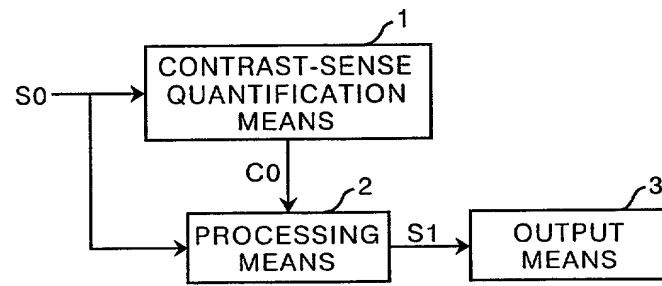 1
CONTRAST-SENSE
QUANTIFICATION
MEANS
S0
C0
2
PROCESSING
MEANS
S1
3
OUTPUT
MEANS